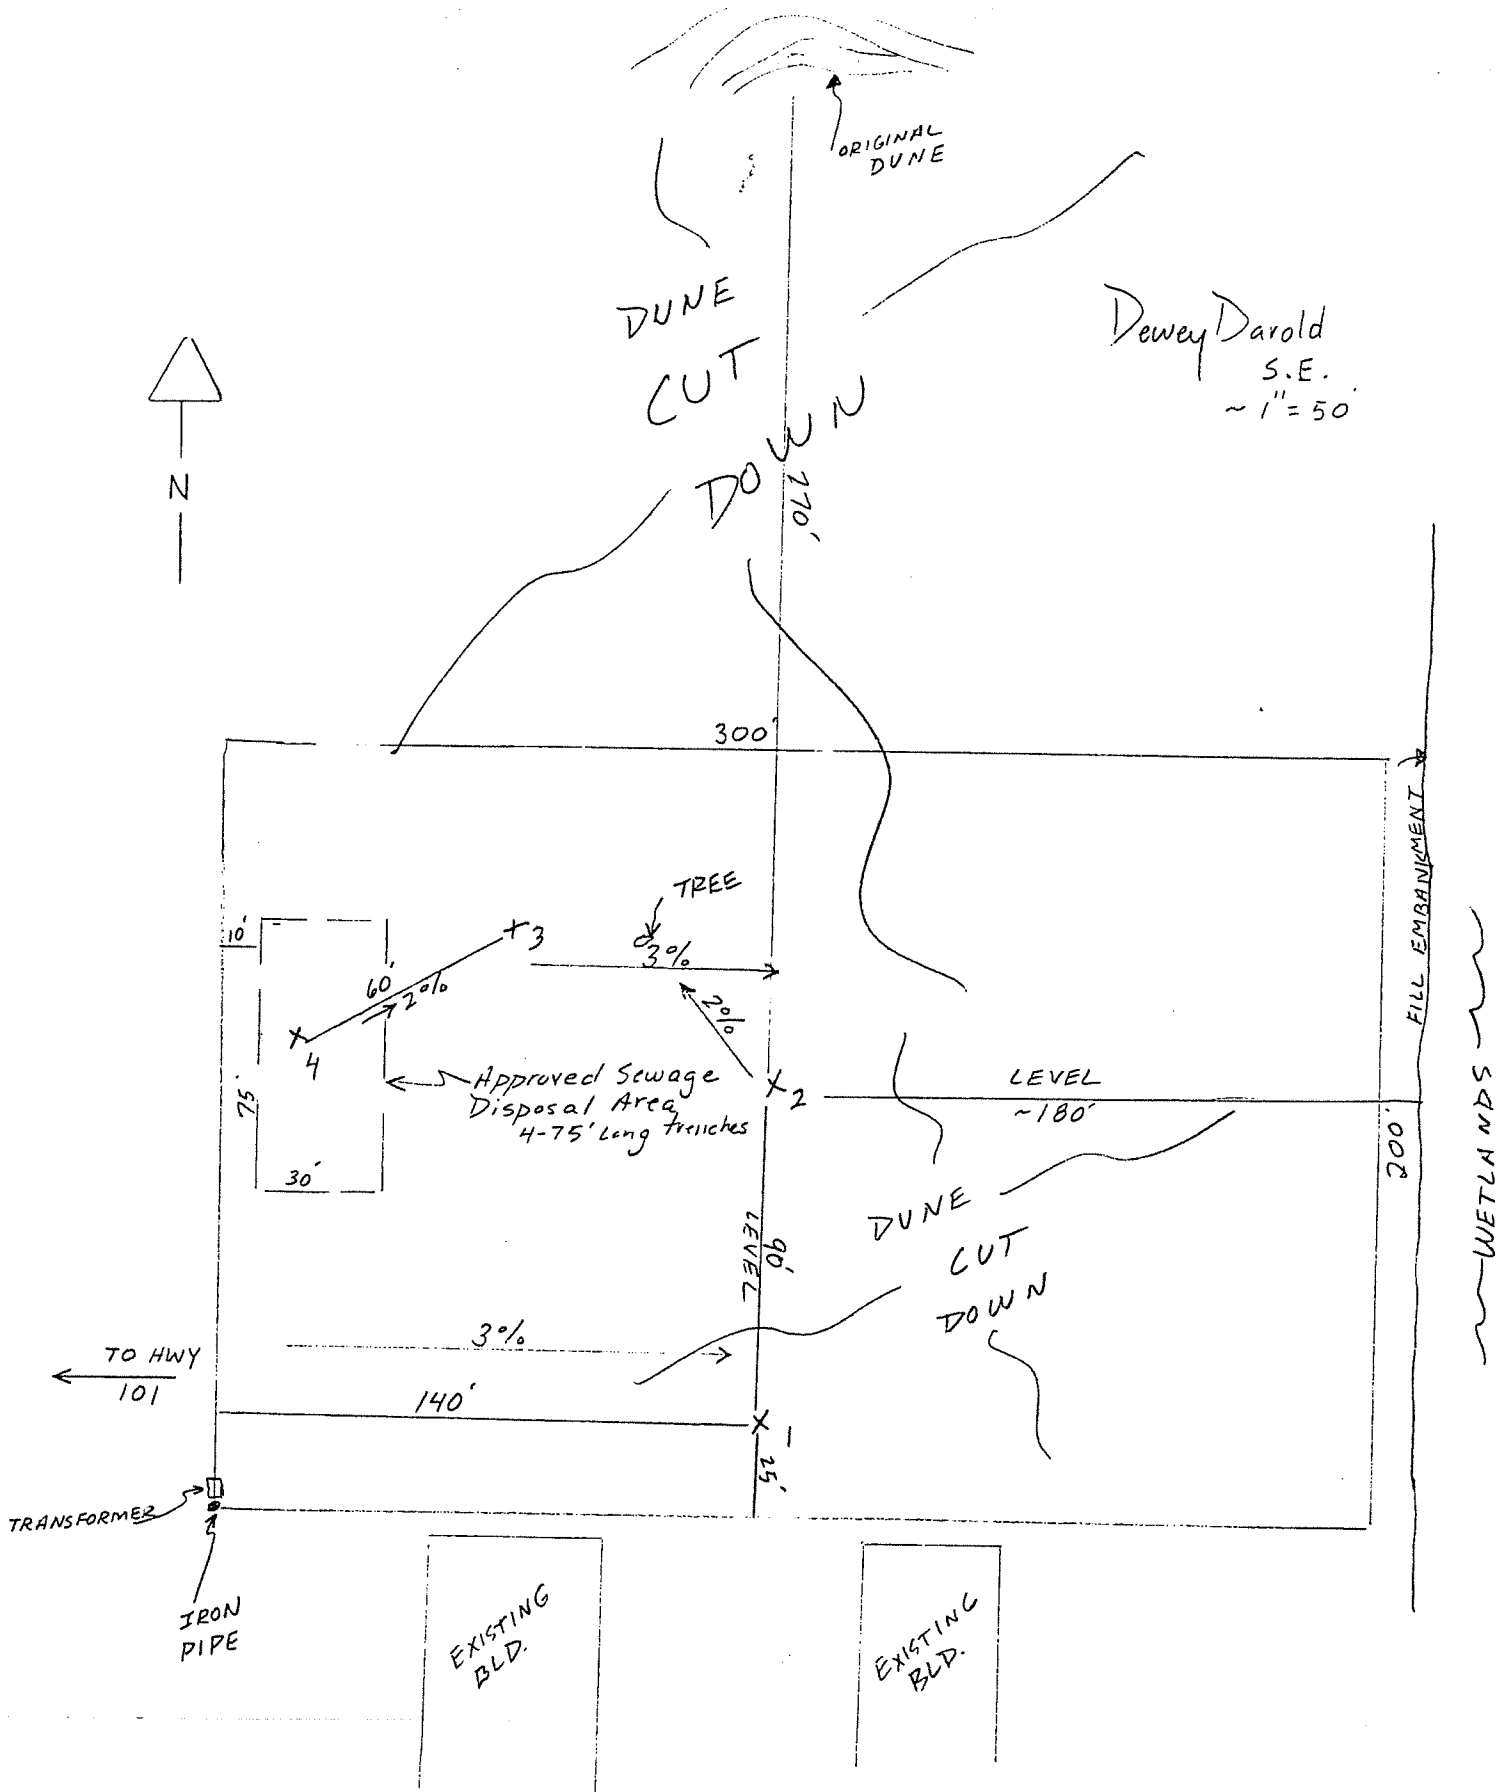 ORIGINAL
DUNE
DUNE
CUT
DOWN
Dewey Darold
S.E.
~ 1" = 50'
N
270'
300'
TREE
10'
3
3%
60'
2%
2%
4
Approved Sewage
Disposal Area
4-75' Long Trenches
75'
30'
2
LEVEL
~180'
FILL EMBANKMENT
200'
WETLANDS
90'
LEVEL
DUNE
CUT
DOWN
3%
TO HWY
101
140'
1
25'
TRANSFORMER
IRON
PIPE
EXISTING
BLD.
EXISTING
BLD.